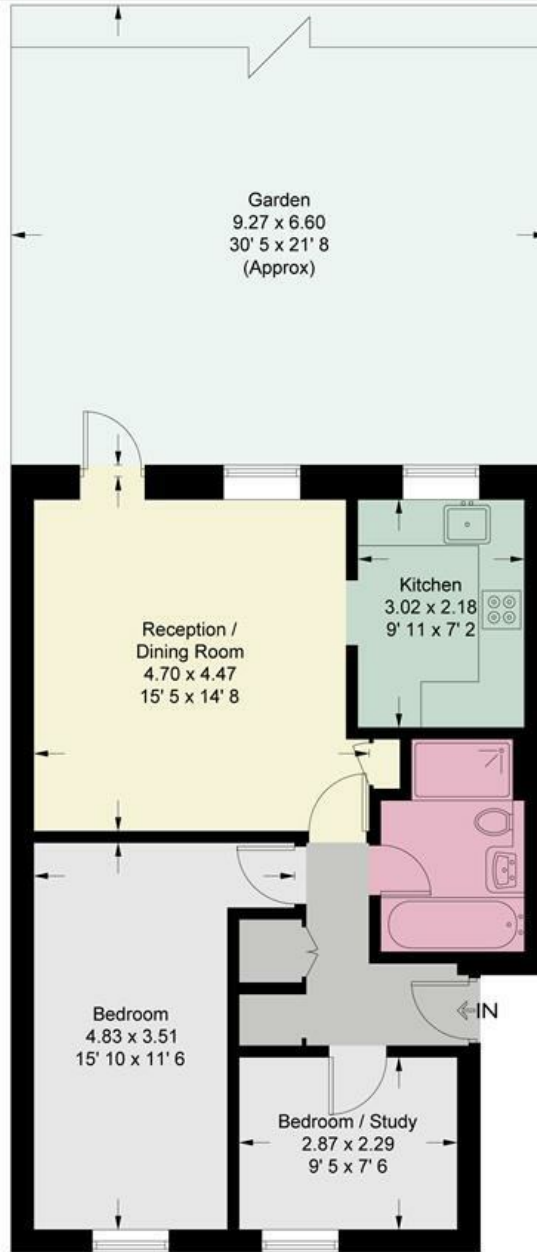 Garden
9.27 x 6.60
30' 5 x 21' 8
(Approx)
Kitchen
3.02 x 2.18
9' 11 x 7' 2
Reception /
Dining Room
4.70 x 4.47
15' 5 x 14' 8
Bedroom
4.83 x 3.51
15' 10 x 11' 6
IN
Bedroom / Study
2.87 x 2.29
9' 5 x 7' 6